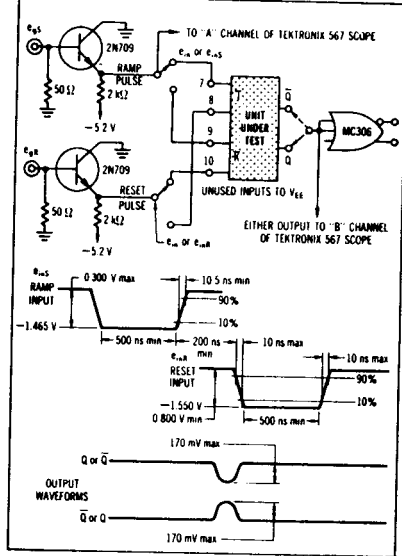 e_gS
2N709
TO "A" CHANNEL OF TEKTRONIX 567 SCOPE
RAMP
PULSE
e_in or e_inS
50 Ω
2 kΩ
−5.2 V
7
8
9
10
J̅
K̅
UNIT
UNDER
TEST
Q̅
Q
MC306
e_gR
2N709
RESET
PULSE
UNUSED INPUTS TO V_EE
50 Ω
2 kΩ
−5.2 V
e_in or e_inR
EITHER OUTPUT TO "B" CHANNEL
OF TEKTRONIX 567 SCOPE
e_inS
RAMP
INPUT
0.300 V max
10.5 ns min
90%
10%
−1.465 V
500 ns min
200 ns
min
10 ns max
10 ns max
e_inR
RESET
INPUT
90%
10%
−1.550 V
0.800 V min
500 ns min
170 mV max
Q or Q̅
OUTPUT
WAVEFORMS
Q̅ or Q
170 mV max